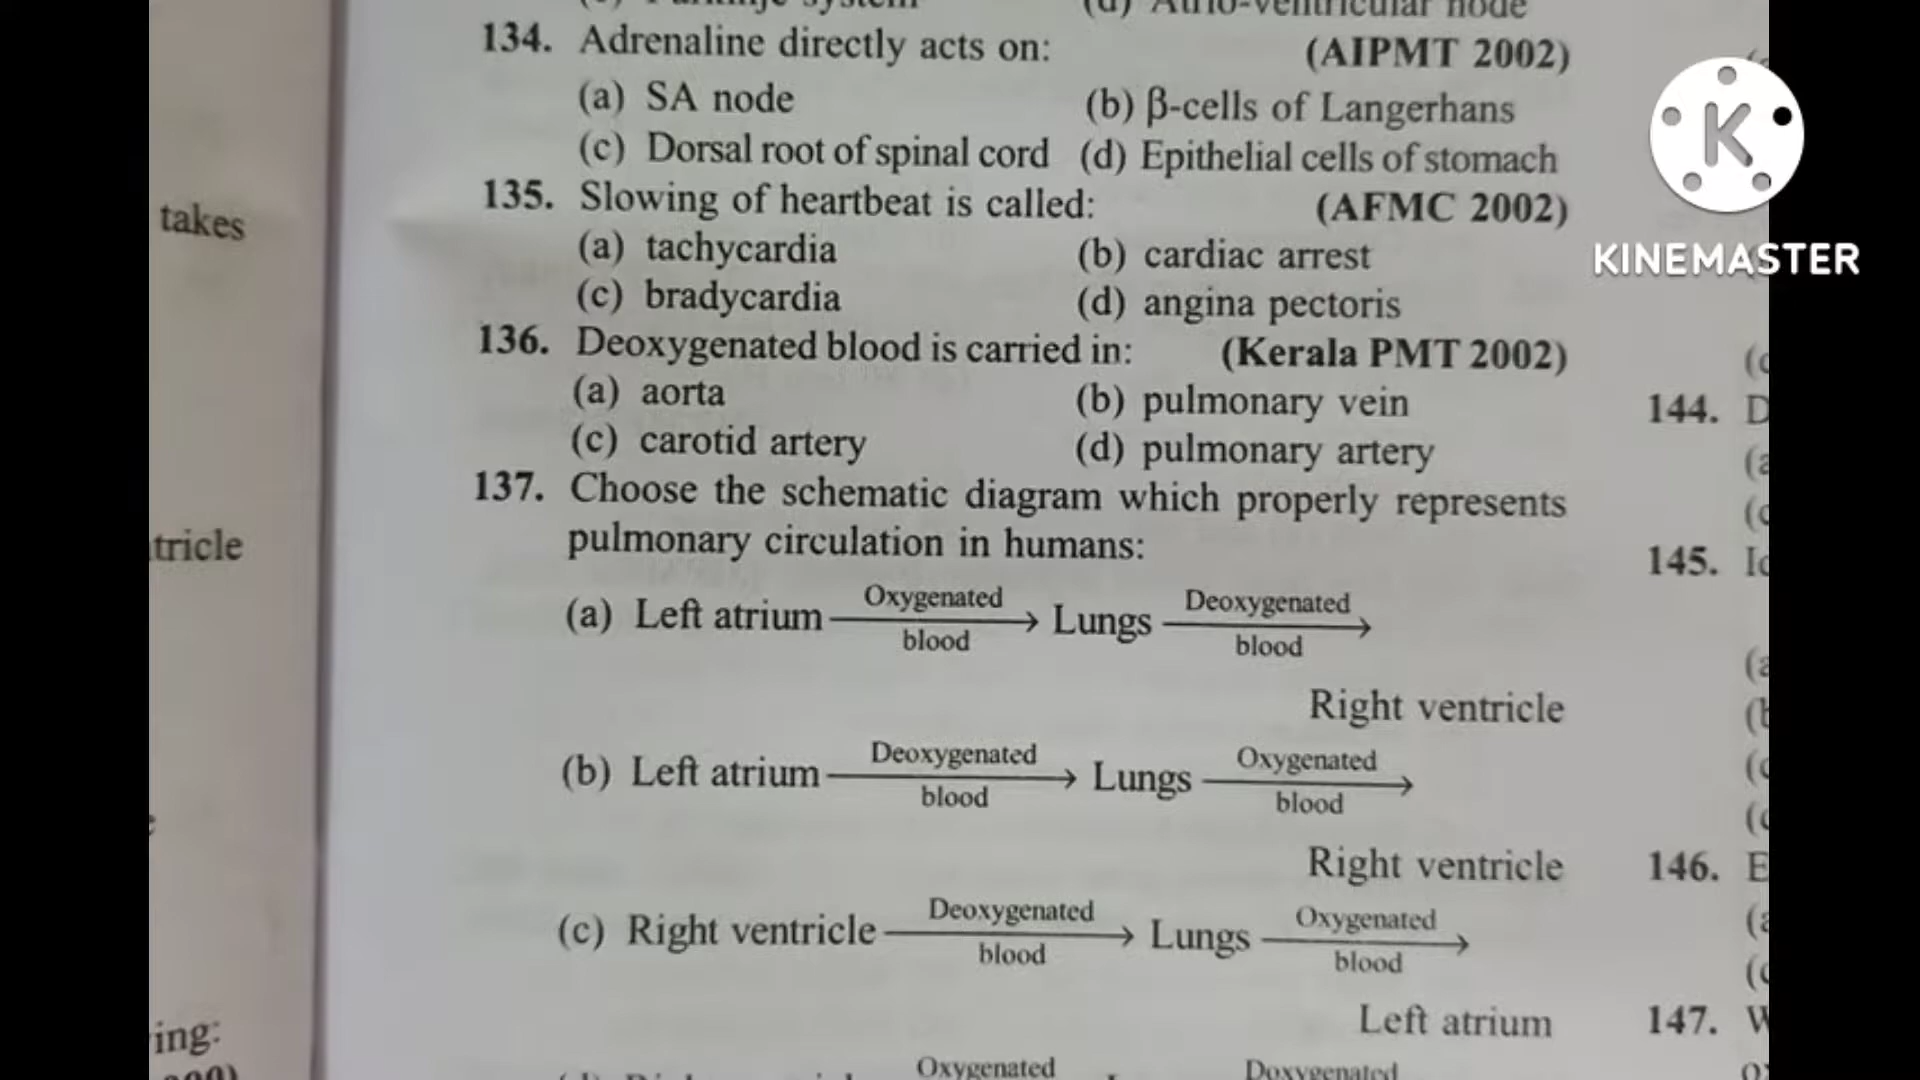 takes
tricle
ing:
134. Adrenaline directly acts on: (AIPMT 2002)
(a) SA node (b) β-cells of Langerhans
(c) Dorsal root of spinal cord (d) Epithelial cells of stomach
135. Slowing of heartbeat is called: (AFMC 2002)
(a) tachycardia (b) cardiac arrest
(c) bradycardia (d) angina pectoris
136. Deoxygenated blood is carried in: (Kerala PMT 2002)
(a) aorta (b) pulmonary vein
(c) carotid artery (d) pulmonary artery
137. Choose the schematic diagram which properly represents
pulmonary circulation in humans:
(a) Left atrium Oxygenated blood → Lungs Deoxygenated blood →
Right ventricle
(b) Left atrium Deoxygenated blood → Lungs Oxygenated blood →
Right ventricle
(c) Right ventricle Deoxygenated blood → Lungs Oxygenated blood →
Left atrium
Oxygenated Doxygenated
144. D
145.
146. E
147. W
K
KINEMASTER